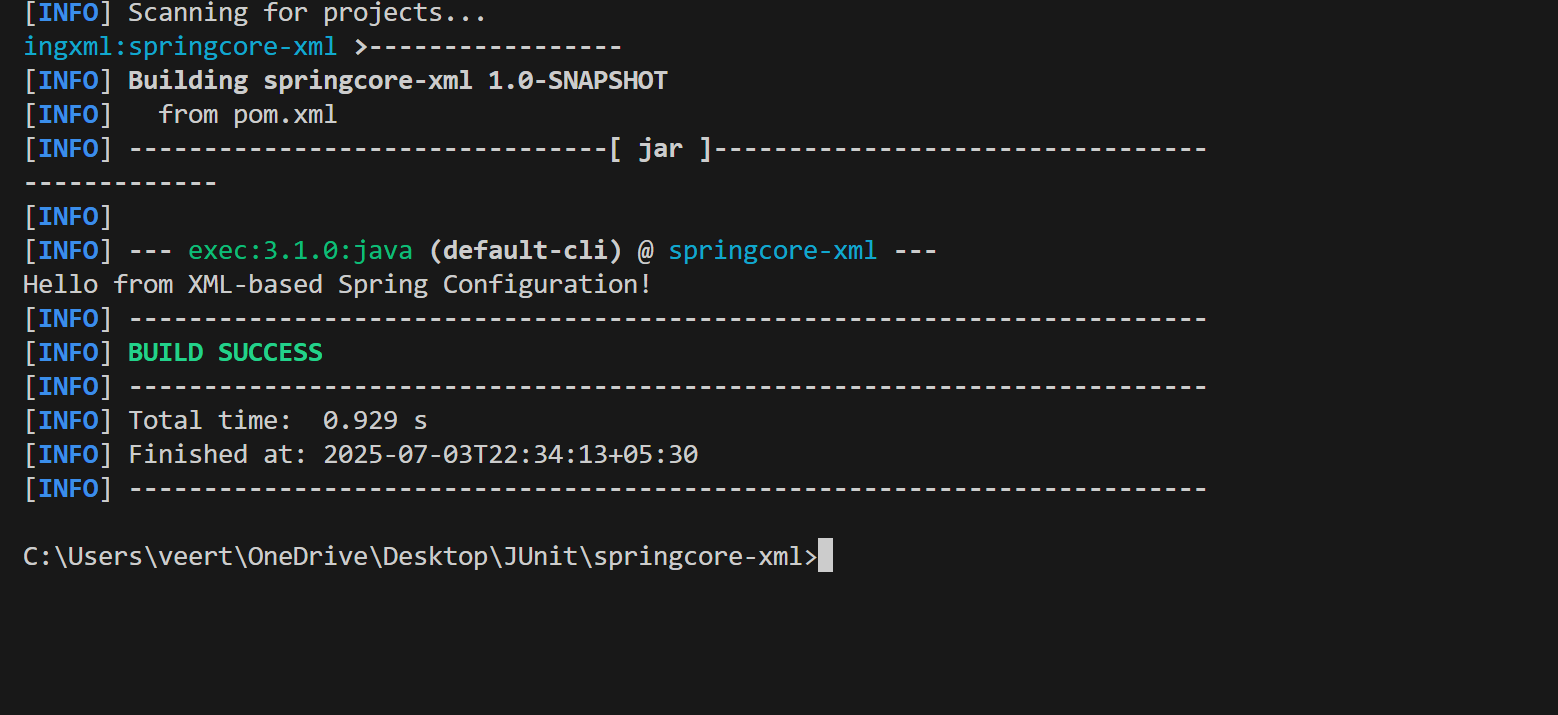 [INFO] Scanning for projects...
ingxml:springcore-xml >-----------------
[INFO] Building springcore-xml 1.0-SNAPSHOT
[INFO]   from pom.xml
[INFO] --------------------------------[ jar ]---------------------------------
-------------
[INFO]
[INFO] --- exec:3.1.0:java (default-cli) @ springcore-xml ---
Hello from XML-based Spring Configuration!
[INFO] ------------------------------------------------------------------------
[INFO] BUILD SUCCESS
[INFO] ------------------------------------------------------------------------
[INFO] Total time:  0.929 s
[INFO] Finished at: 2025-07-03T22:34:13+05:30
[INFO] ------------------------------------------------------------------------
C:\Users\veert\OneDrive\Desktop\JUnit\springcore-xml>